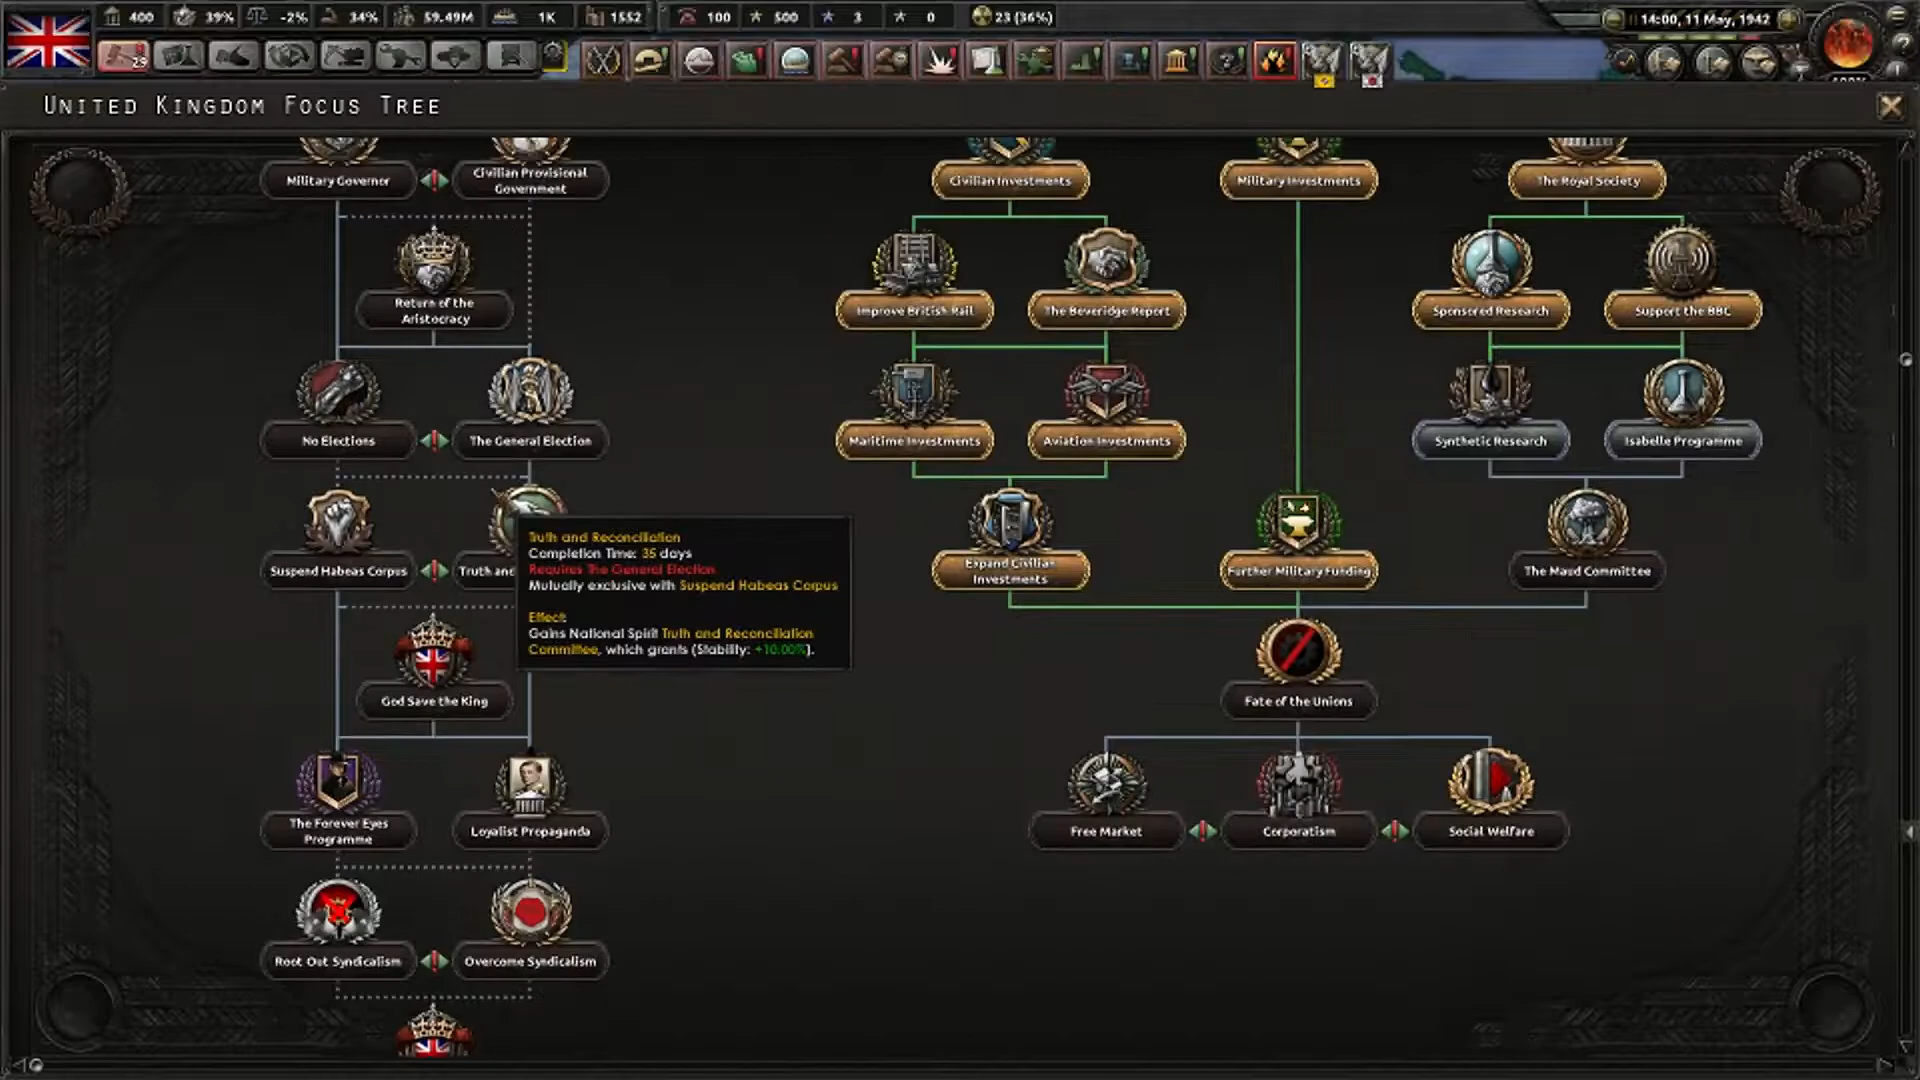 400
39%
-2%
34%
59.49M
1K
1552
100
500
3
0
23 (36%)
14:00, 11 May, 1942
29
United Kingdom Focus Tree
Military Governor
Civilian Provisional
Government
Civilian Investments
Military Investments
The Royal Society
Return of the
Aristocracy
Improve British Rail
The Beveridge Report
Sponsored Research
Support the BBC
No Elections
The General Election
Maritime Investments
Aviation Investments
Synthetic Research
Isabelle Programme
Suspend Habeas Corpus
Truth and
Truth and Reconciliation
Completion Time: 35 days
Requires The General Election
Mutually exclusive with Suspend Habeas Corpus
Effect:
Gains National Spirit Truth and Reconciliation
Committee, which grants (Stability: +10.00%).
Expand Civilian
Investments
Further Military Funding
The Maud Committee
God Save the King
Fate of the Unions
The Forever Eyes
Programme
Loyalist Propaganda
Free Market
Corporatism
Social Welfare
Root Out Syndicalism
Overcome Syndicalism